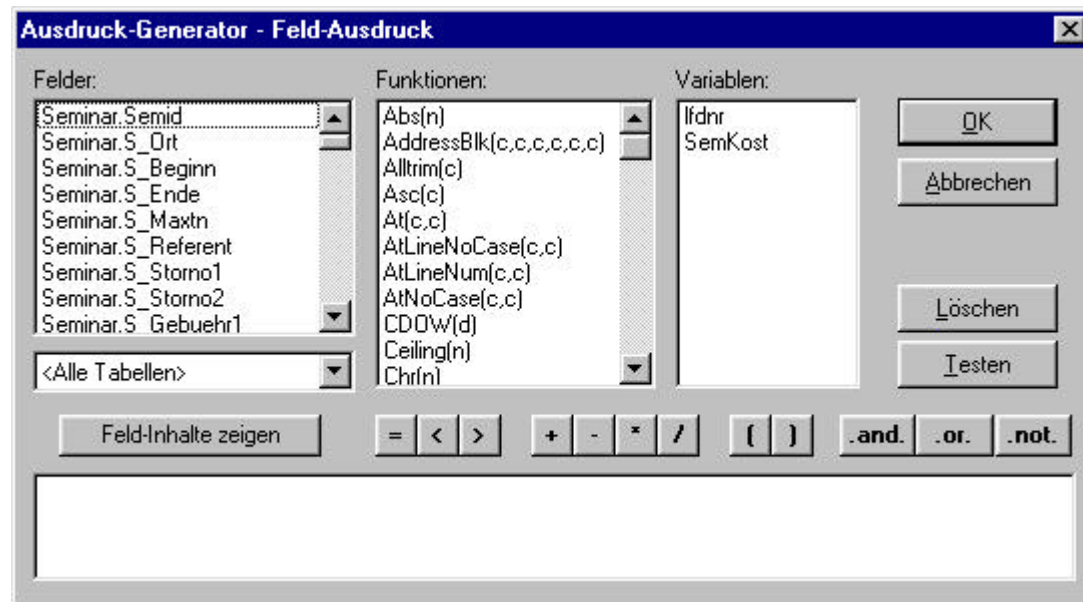 Ausdruck-Generator - Feld-Ausdruck
Felder:
Seminar.Semid
Seminar.S_Ort
Seminar.S_Beginn
Seminar.S_Ende
Seminar.S_Maxtn
Seminar.S_Referent
Seminar.S_Storno1
Seminar.S_Storno2
Seminar.S_Gebuehr1
<Alle Tabellen>
Funktionen:
Abs(n)
AddressBlk(c,c,c,c,c,c)
Alltrim(c)
Asc(c)
At(c,c)
AtLineNoCase(c,c)
AtLineNum(c,c)
AtNoCase(c,c)
CDOW(d)
Ceiling(n)
Chr(n)
Variablen:
lfdnr
SemKost
OK
Abbrechen
Löschen
Testen
Feld-Inhalte zeigen
= < > + - * / ( ) .and. .or. .not.